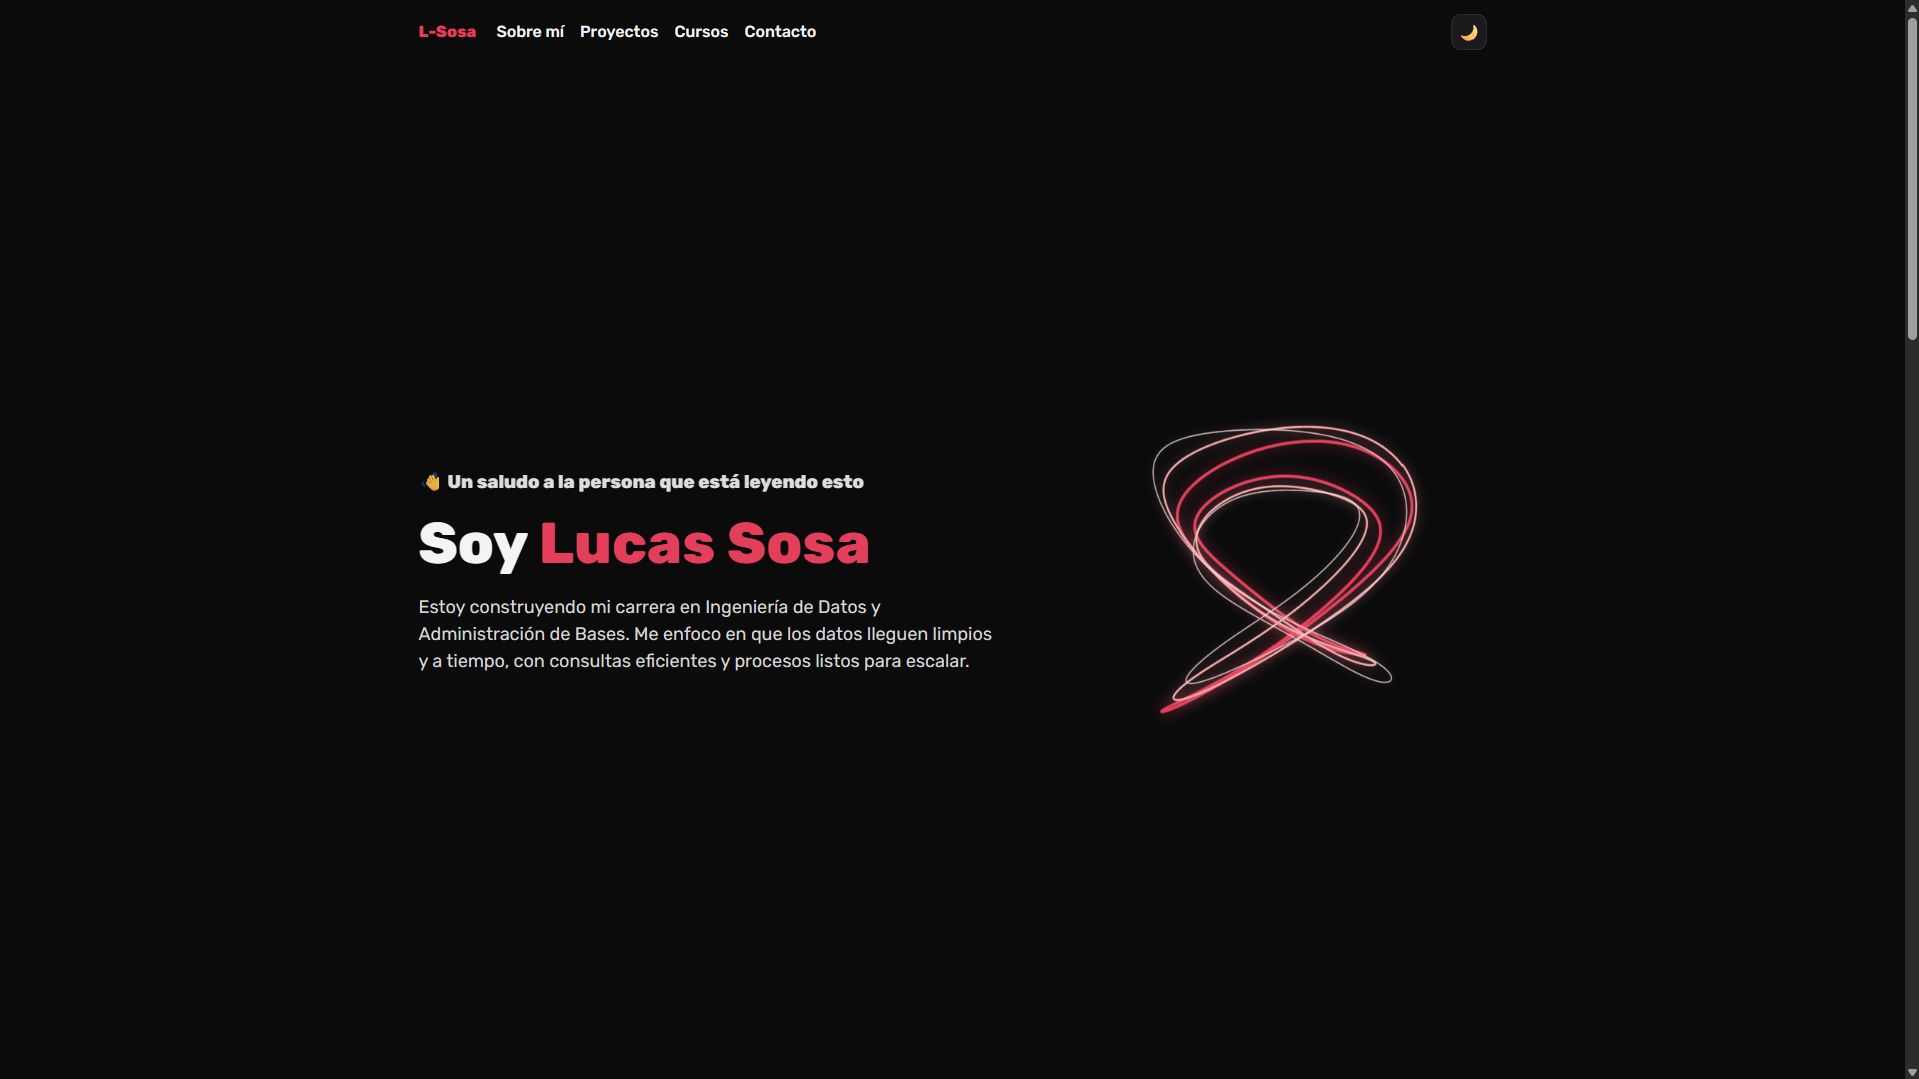 L-Sosa Sobre mí Proyectos Cursos Contacto
👋 Un saludo a la persona que está leyendo esto
Soy Lucas Sosa
Estoy construyendo mi carrera en Ingeniería de Datos y
Administración de Bases. Me enfoco en que los datos lleguen limpios
y a tiempo, con consultas eficientes y procesos listos para escalar.